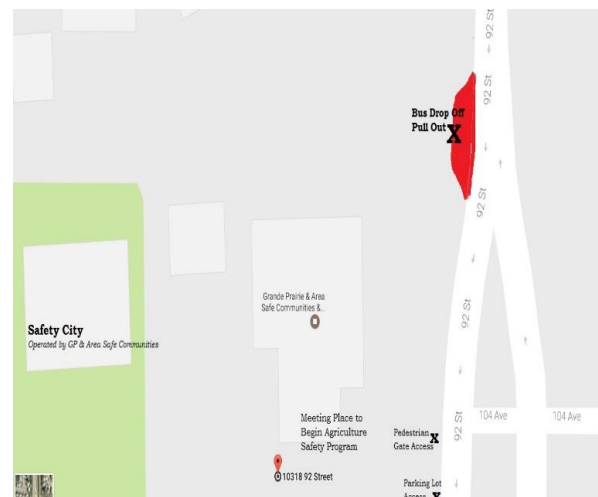 92 St
Bus Drop Off
Pull Out X
92 St
92 St
92 St
Grande Prairie & Area
Safe Communities &..
Safety City
Operated by GP & Area Safe Communities
92 St
104 Ave
104 Ave
Meeting Place to
Begin Agriculture
Safety Program
Pedestrian X
Gate Access
10318 92 Street
Parking Lot
Access X